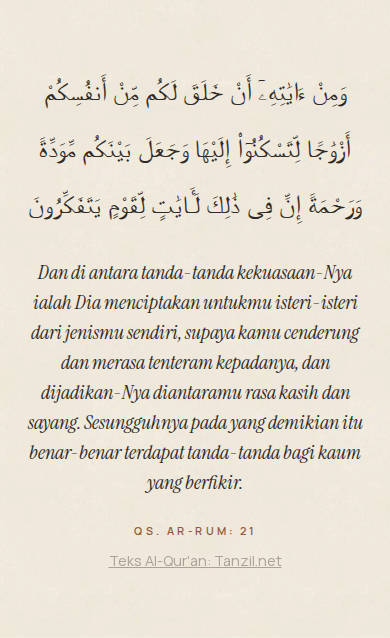 وَمِنْ ءَايَٰتِهِۦٓ أَنْ خَلَقَ لَكُم مِّنْ أَنفُسِكُمْ
أَزْوَٰجًا لِّتَسْكُنُوٓا۟ إِلَيْهَا وَجَعَلَ بَيْنَكُم مَّوَدَّةً
وَرَحْمَةً إِنَّ فِى ذَٰلِكَ لَـَٔايَٰتٍ لِّقَوْمٍ يَتَفَكَّرُونَ
Dan di antara tanda-tanda kekuasaan-Nya
ialah Dia menciptakan untukmu isteri-isteri
dari jenismu sendiri, supaya kamu cenderung
dan merasa tenteram kepadanya, dan
dijadikan-Nya diantaramu rasa kasih dan
sayang. Sesungguhnya pada yang demikian itu
benar-benar terdapat tanda-tanda bagi kaum
yang berfikir.
QS. AR-RUM: 21
Teks Al-Qur'an: Tanzil.net